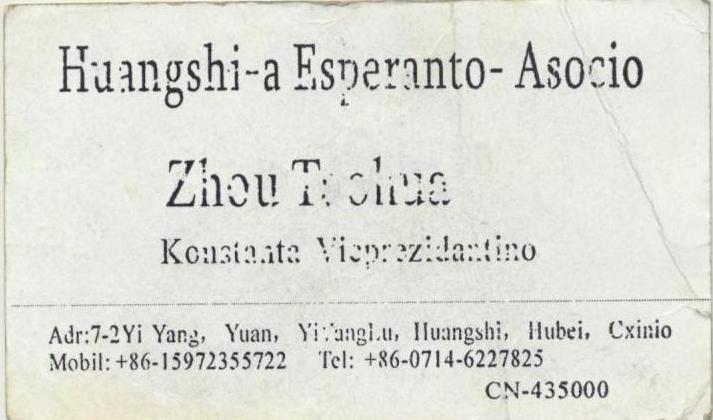 Huangshi-a Esperanto- Asocio
Zhou
Konstanta Vicprezidantino
Adr:7-2Yi Yang, Yuan, Huangshi, Hubei, Cxinio
Mobil: +86-15972355722 Tel: +86-0714-6227825
CN-435000